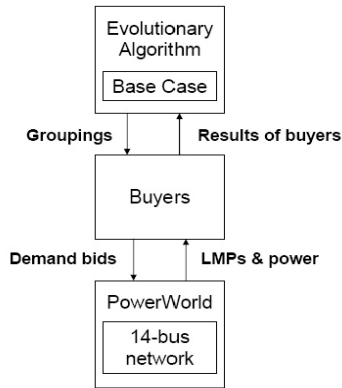 Evolutionary
Algorithm
Base Case
Groupings
Results of buyers
Buyers
Demand bids
LMPs & power
PowerWorld
14-bus
network